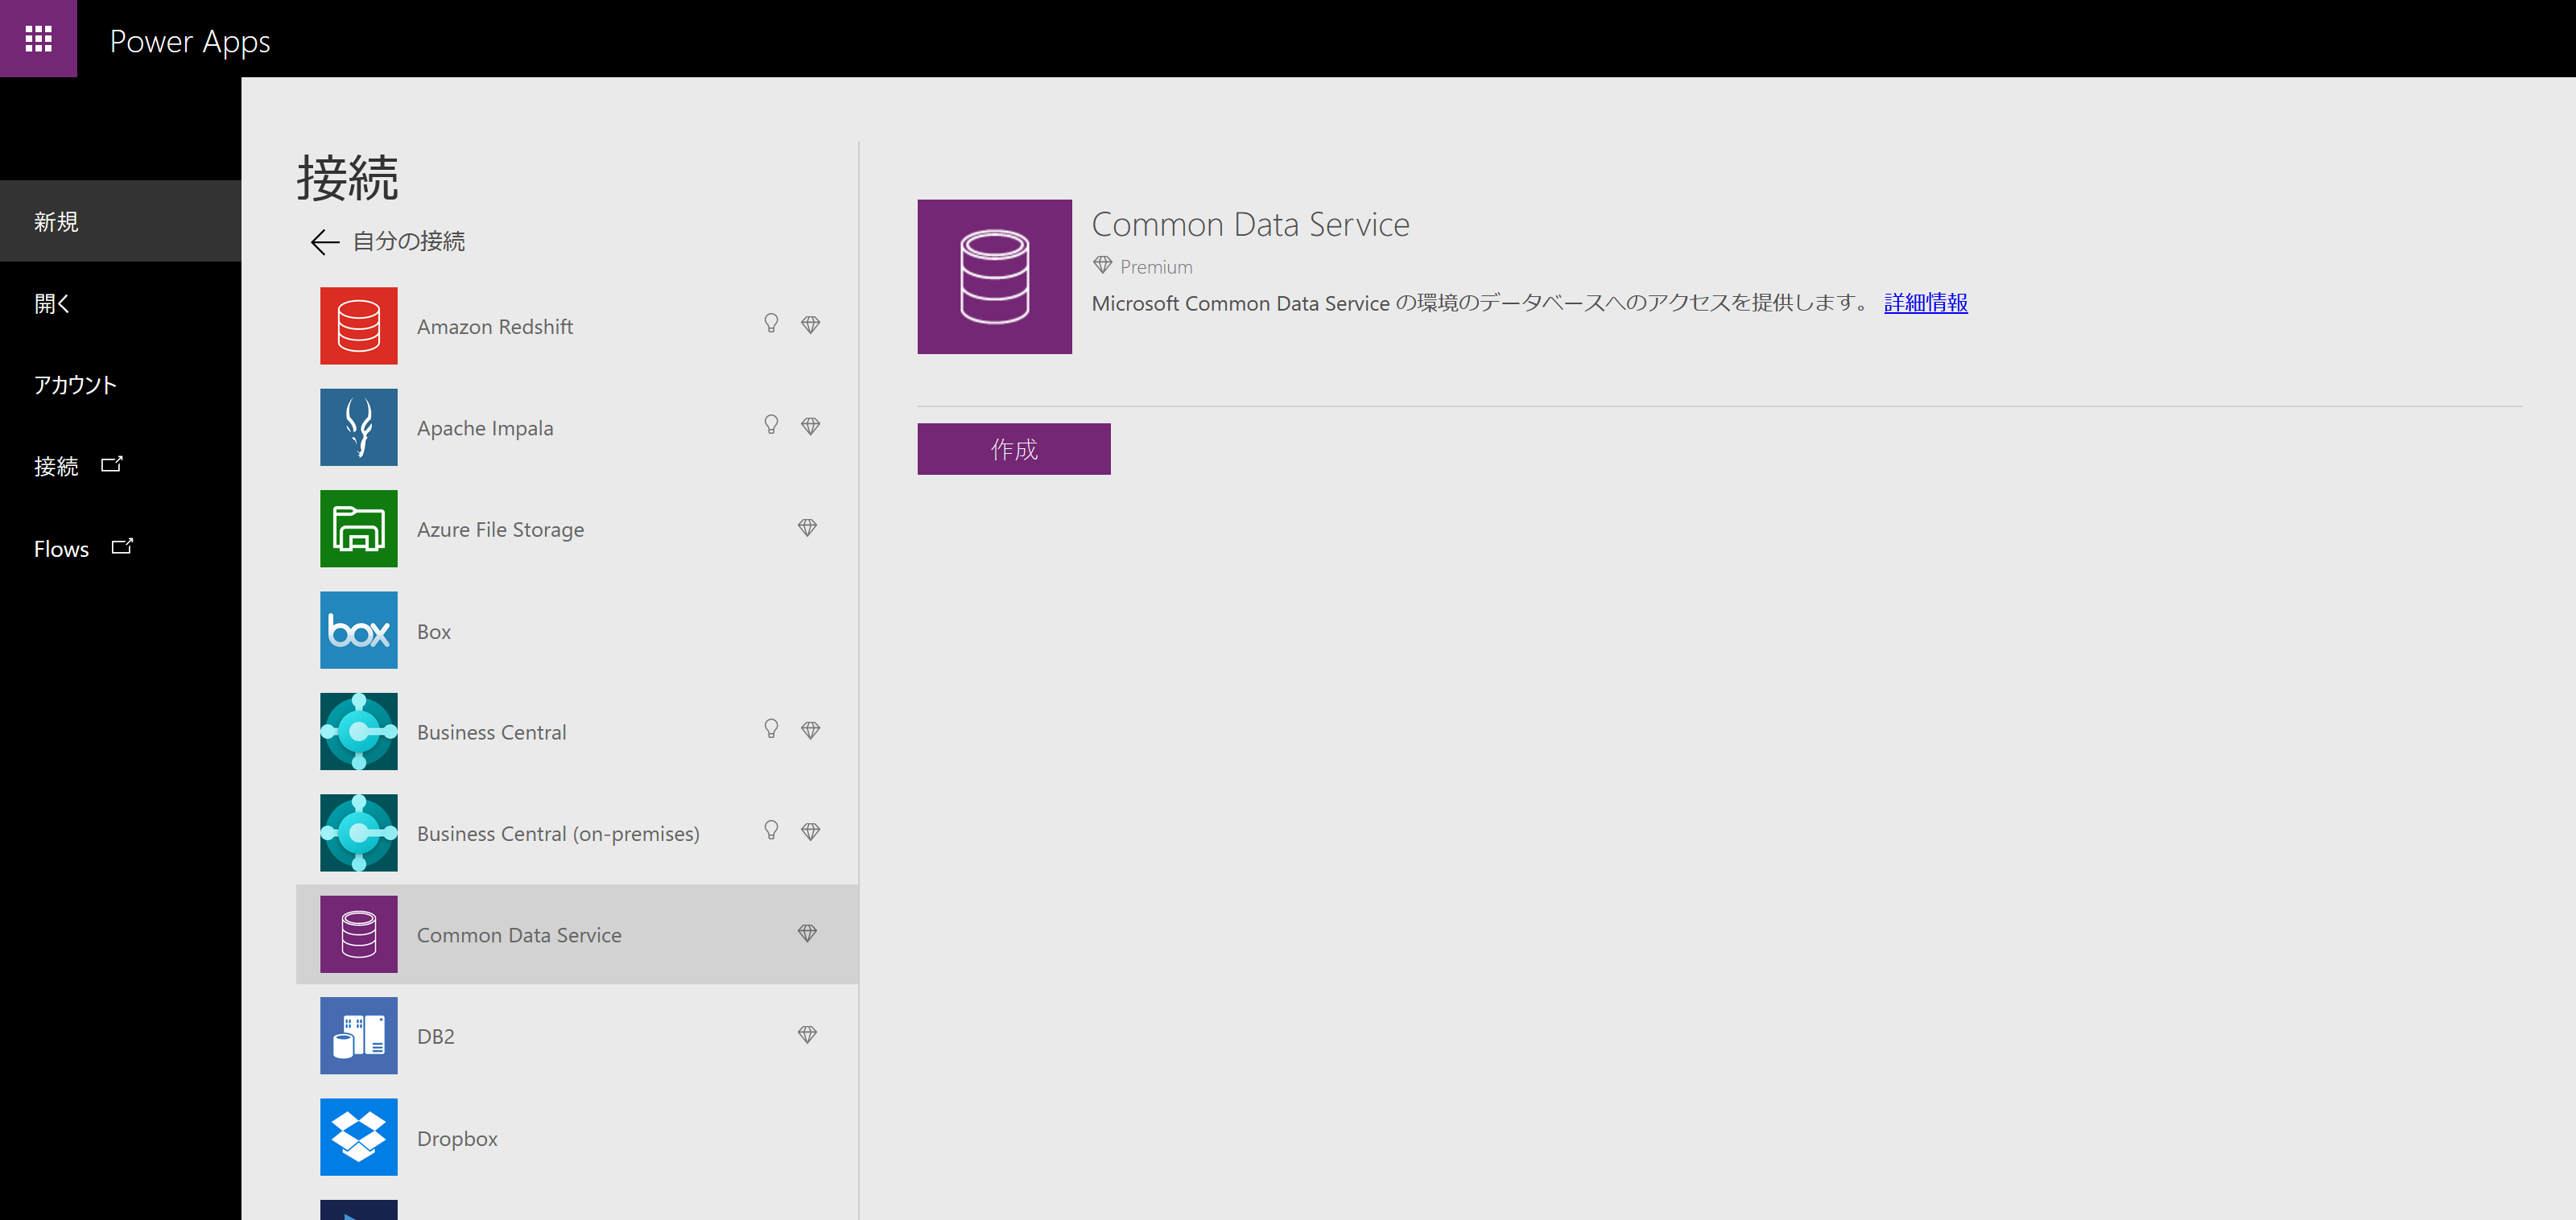 Power Apps
新規
開く
アカウント
接続
Flows
接続
自分の接続
Amazon Redshift
Apache Impala
Azure File Storage
box
Box
Business Central
Business Central (on-premises)
Common Data Service
DB2
Dropbox
Common Data Service
Premium
Microsoft Common Data Service の環境のデータベースへのアクセスを提供します。 詳細情報
作成